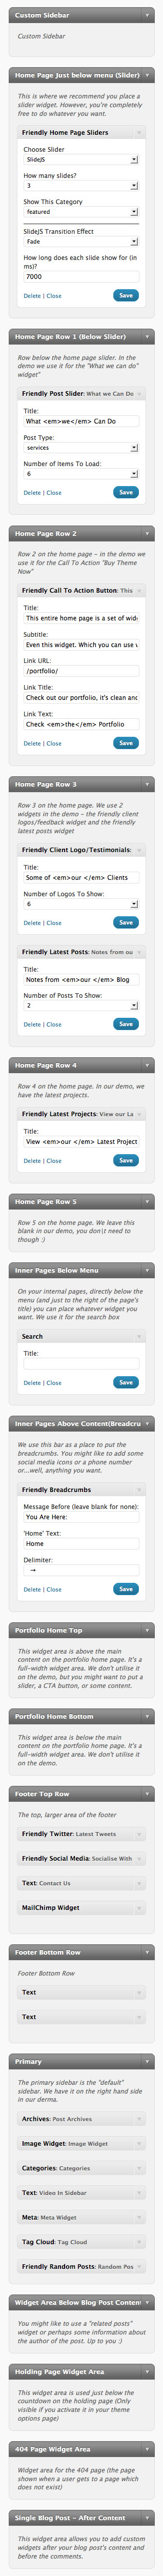 Custom Sidebar
Custom Sidebar
Home Page Just below menu (Slider)
This is where we recommend you place a
slider widget. However, you're completely
free to do whatever you want.
Friendly Home Page Sliders
Choose Slider
SlideJS
How many slides?
3
Show This Category
featured
SlideJS Transition Effect
Fade
How long does each slide show for (in
ms)?
7000
Delete | Close
Save
Home Page Row 1 (Below Slider)
Row below the home page slider. In the
demo we use it for the "What we can do"
widget"
Friendly Post Slider: What we Can Do
Title:
What <em>we</em> Can Do
Post Type:
services
Number of Items To Load:
6
Delete | Close
Save
Home Page Row 2
Row 2 on the home page - in the demo we
use it for the Call To Action "Buy Theme
Now"
Friendly Call To Action Button: This
Title:
This entire home page is a set of wid
Subtitle:
Even this widget. Which you can use v
Link URL:
/portfolio/
Link Title:
Check out our portfolio, it's clean and
Link Text:
Check <em>the</em> Portfolio
Delete | Close
Save
Home Page Row 3
Row 3 on the home page. We use 2
widgets in the demo - the friendly client
logos/feedback widget and the friendly
latest posts widget
Friendly Client Logo/Testimonials:
Title:
Some of <em>our </em> Clients
Number of Logos To Show:
6
Delete | Close
Save
Friendly Latest Posts: Notes from ou
Title:
Notes from <em>our </em> Blog
Number of Posts To Show:
2
Delete | Close
Save
Home Page Row 4
Row 4 on the home page. In our demo, we
have the latest projects.
Friendly Latest Projects: View our La
Title:
View <em>our </em> Latest Project
Delete | Close
Save
Home Page Row 5
Row 5 on the home page. We leave this
blank in our demo, you don\t need to
though :)
Inner Pages Below Menu
On your internal pages, directly below the
menu (and just to the right of the page's
title) you can place whatever widget you
want. We use it for the search box
Search
Title:
Delete | Close
Save
Inner Pages Above Content(Breadcru
We use this bar as a place to put the
breadcrumbs. You might like to add some
social media icons or a phone number
or...well, anything you want.
Friendly Breadcrumbs
Message Before (leave blank for none):
You Are Here:
'Home' Text:
Home
Delimiter:
→
Delete | Close
Save
Portfolio Home Top
This widget area is above the main
content on the portfolio home page. It's a
full-width area. We don't utilise it on the
demo, but you may want to put a
slider, a CTA button, or some content.
Portfolio Home Bottom
This widget area is below the main
content on the portfolio home page. It's a
full-width area. We don't utilise it on
the demo.
Footer Top Row
The top, larger area of the footer
Friendly Twitter: Latest Tweets
Friendly Social Media: Socialise With
Text: Contact Us
MailChimp Widget
Footer Bottom Row
Footer Bottom Row
Text
Text
Primary
The primary sidebar is the "default"
sidebar. We have it on the right hand side
in our derma.
Archives: Post Archives
Image Widget: Image Widget
Categories: Categories
Text: Video In Sidebar
Meta: Meta Widget
Tag Cloud: Tag Cloud
Friendly Random Posts: Random Pos
Widget Area Below Blog Post Content
You might like to use a "related posts"
widget or perhaps some information about
the author of the post. Up to you :)
Holding Page Widget Area
This widget area is used just below the
countdown on the holding page (Only
visible if you activate it in your theme
options page)
404 Page Widget Area
Widget area for the 404 page (the page
shown when a user gets to a page which
does not exist)
Single Blog Post - After Content
This widget area allows you to add custom
widgets after your blog post's content and
before the comments.